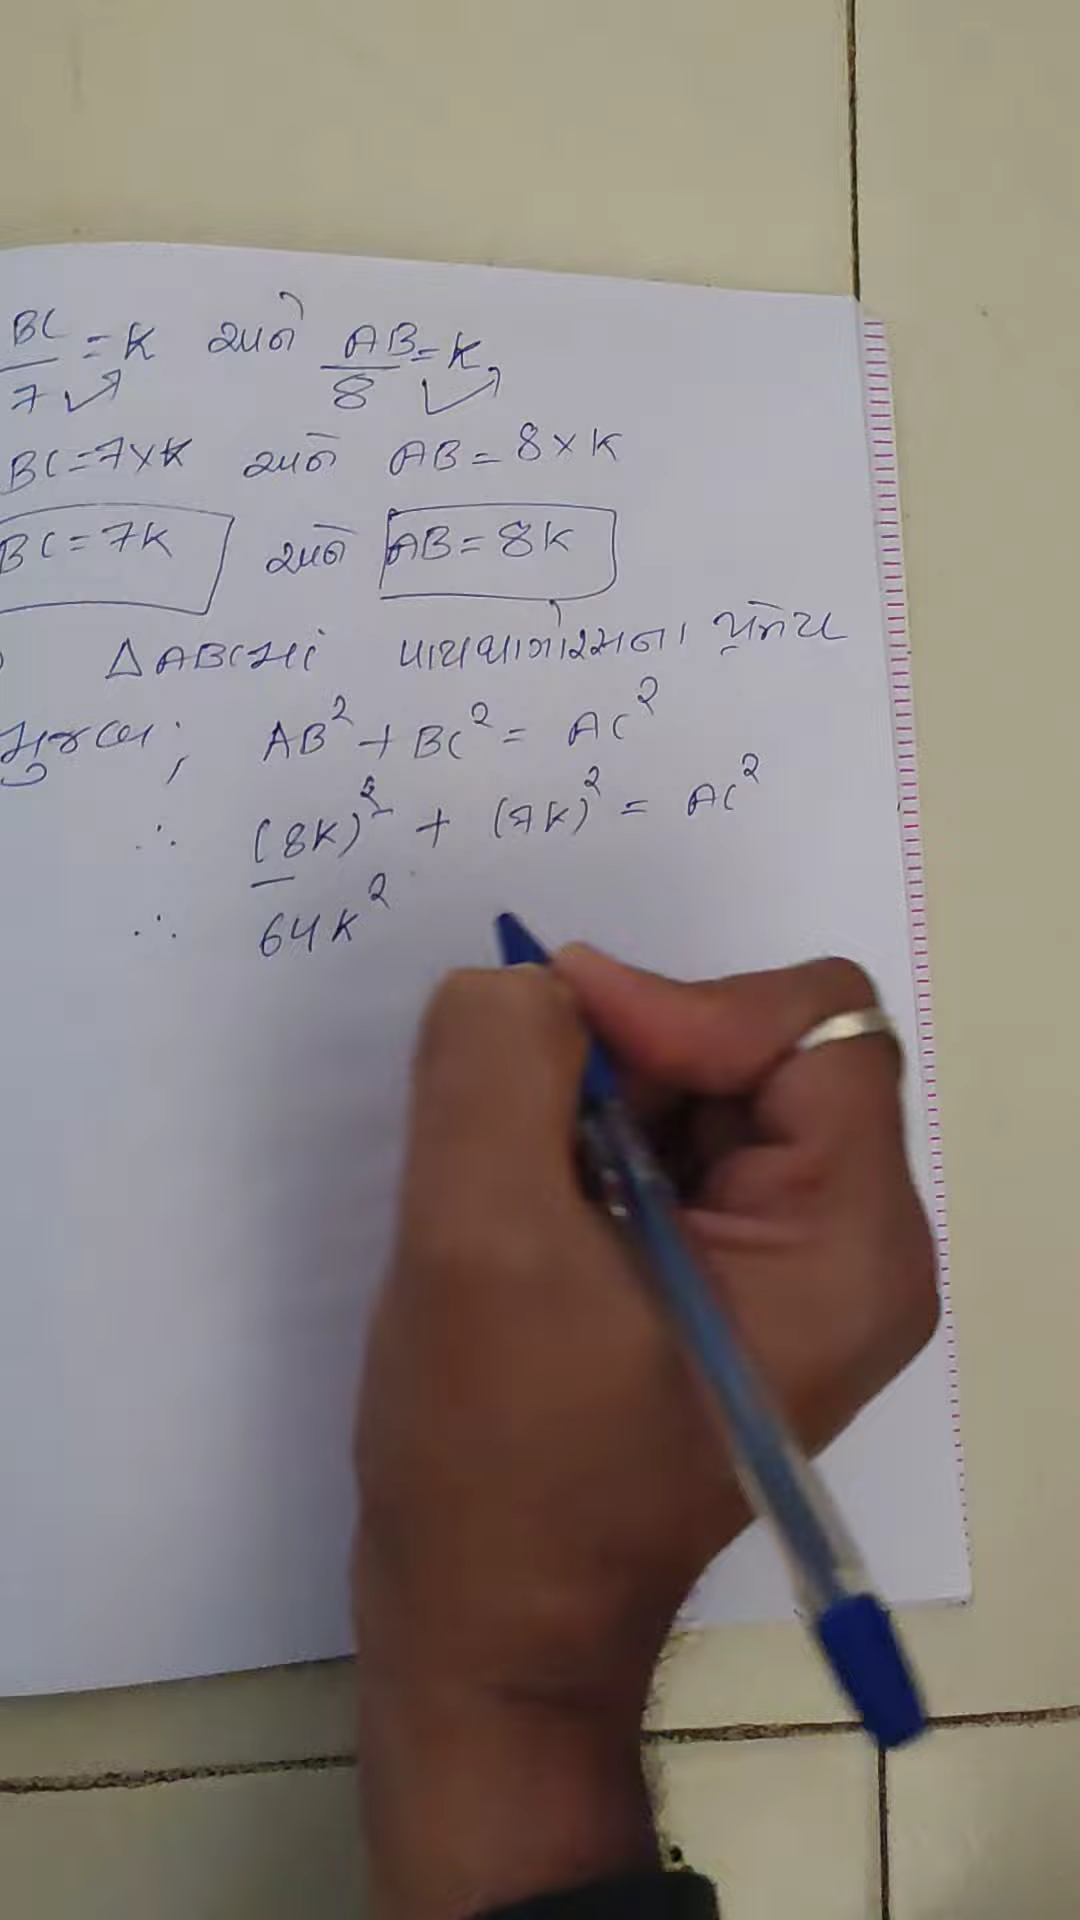 BC/7 = K અને AB/8 = K
BC = 7×K અને AB = 8×K
BC = 7K અને AB = 8K
ΔABCમાં પાયથાગોરસના પ્રમેય
મુજબ; AB² + BC² = AC²
∴ (8K)² + (7K)² = AC²
∴ 64K²